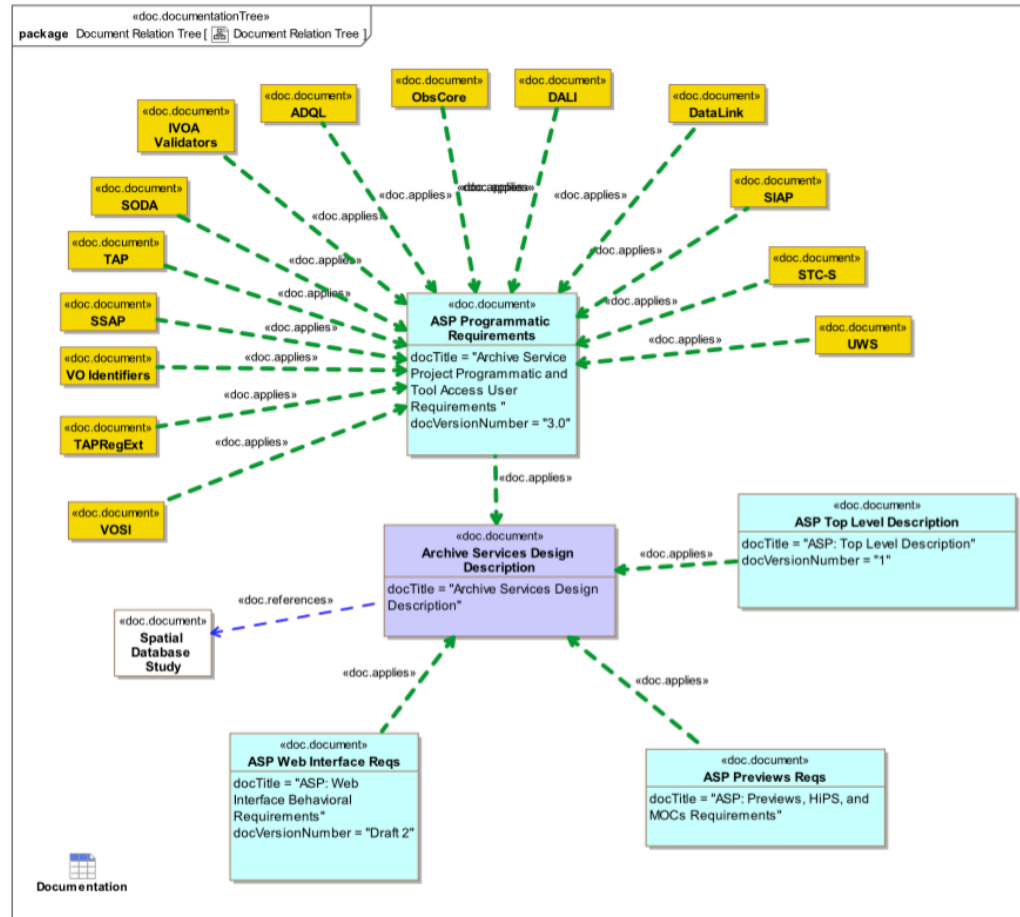 «doc.documentationTree»
package Document Relation Tree [ Document Relation Tree ]
«doc.document»
IVOA
Validators
«doc.document»
ADQL
«doc.document»
ObsCore
«doc.document»
DALI
«doc.document»
DataLink
«doc.document»
SODA
«doc.document»
SIAP
«doc.document»
TAP
«doc.document»
STC-S
«doc.document»
SSAP
«doc.document»
UWS
«doc.document»
VO Identifiers
«doc.document»
TAPRegExt
«doc.document»
VOSI
«doc.applies»
«doc.applies»
«doc.applies»
«doc.applies»
«doc.applies»
«doc.applies»
«doc.applies»
«doc.applies»
«doc.applies»
«doc.applies»
«doc.applies»
«doc.applies»
«doc.applies»
«doc.applies»
«doc.document»
ASP Programmatic
Requirements
docTitle = "Archive Service
Project Programmatic and
Tool Access User
Requirements "
docVersionNumber = "3.0"
«doc.applies»
«doc.document»
Archive Services Design
Description
docTitle = "Archive Services Design
Description"
«doc.applies»
«doc.document»
ASP Top Level Description
docTitle = "ASP: Top Level Description"
docVersionNumber = "1"
«doc.references»
«doc.document»
Spatial
Database
Study
«doc.applies»
«doc.applies»
«doc.document»
ASP Web Interface Reqs
docTitle = "ASP: Web
Interface Behavioral
Requirements"
docVersionNumber = "Draft 2"
«doc.document»
ASP Previews Reqs
docTitle = "ASP: Previews, HiPS, and
MOCs Requirements"
Documentation